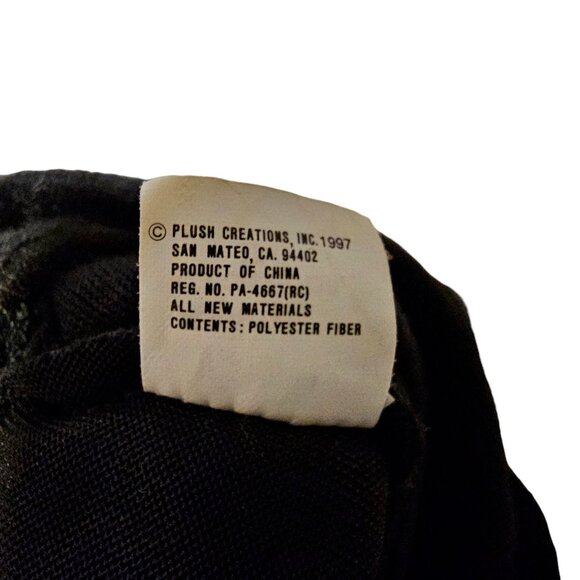 © PLUSH CREATIONS, INC. 1997
SAN MATEO, CA. 94402
PRODUCT OF CHINA
REG. NO. PA-4667(RC)
ALL NEW MATERIALS
CONTENTS: POLYESTER FIBER